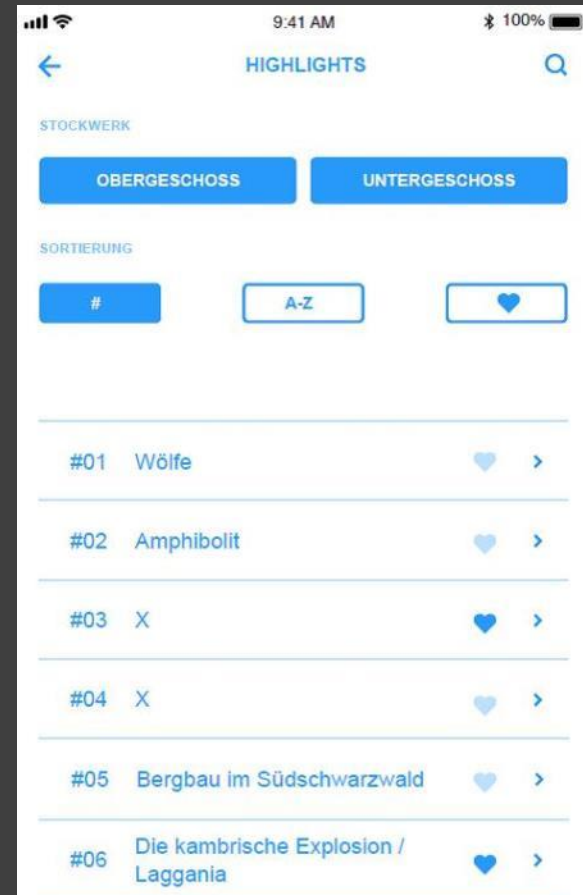 9:41 AM 100%
HIGHLIGHTS
STOCKWERK
OBERGESCHOSS UNTERGESCHOSS
SORTIERUNG
# A-Z
#01 Wölfe
#02 Amphibolit
#03 X
#04 X
#05 Bergbau im Südschwarzwald
#06 Die kambrische Explosion /
Laggania